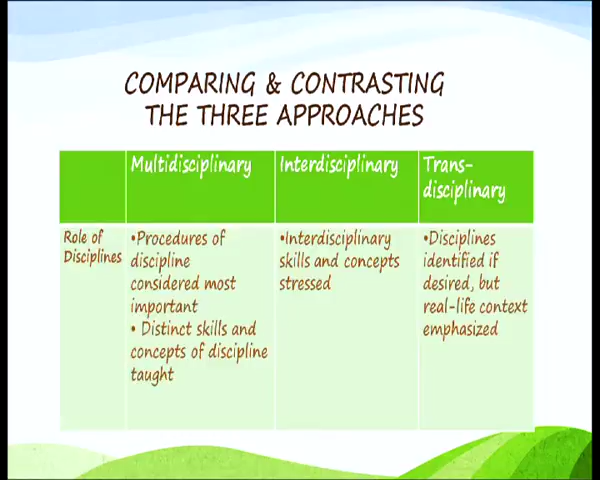 COMPARING & CONTRASTING
THE THREE APPROACHES
Multidisciplinary
Interdisciplinary
Trans-
disciplinary
Role of
Disciplines
•Procedures of
discipline
considered most
important
• Distinct skills and
concepts of discipline
taught
•Interdisciplinary
skills and concepts
stressed
•Disciplines
identified if
desired, but
real-life context
emphasized